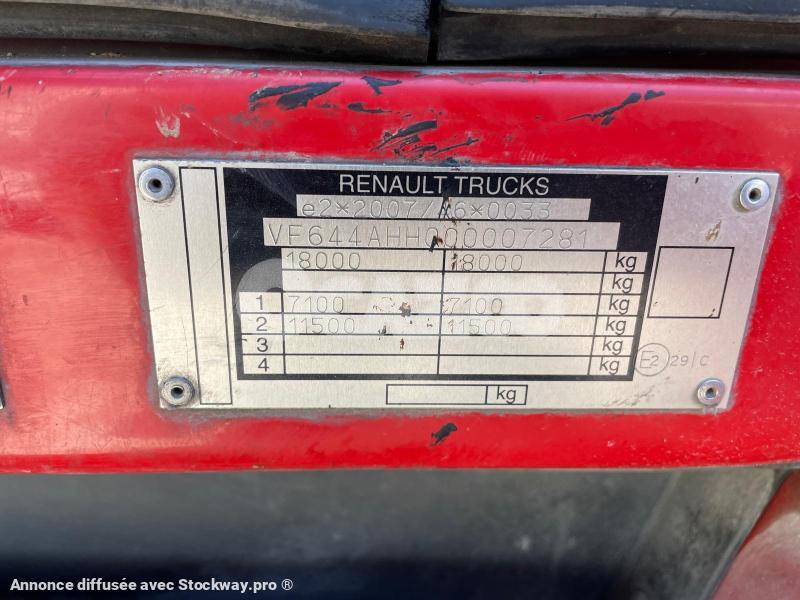 RENAULT TRUCKS
e2*2007/46*0033
VF644AHH000007281
18000 18000 kg
kg
1 7100 7100 kg
2 11500 11500 kg
3 kg
4 kg
E2 29/C
kg
Annonce diffusée avec Stockway.pro ®